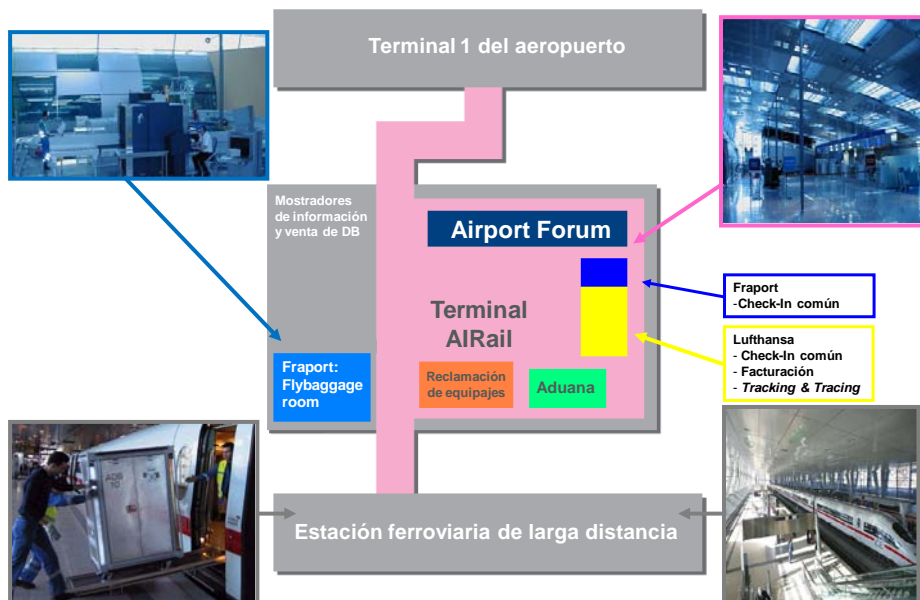 Terminal 1 del aeropuerto
Mostradores
de información
y venta de DB
Airport Forum
Fraport
-Check-In común
Terminal
AIRail
Lufthansa
- Check-In común
- Facturación
- Tracking & Tracing
Fraport:
Flybaggage
room
Reclamación
de equipajes
Aduana
Estación ferroviaria de larga distancia